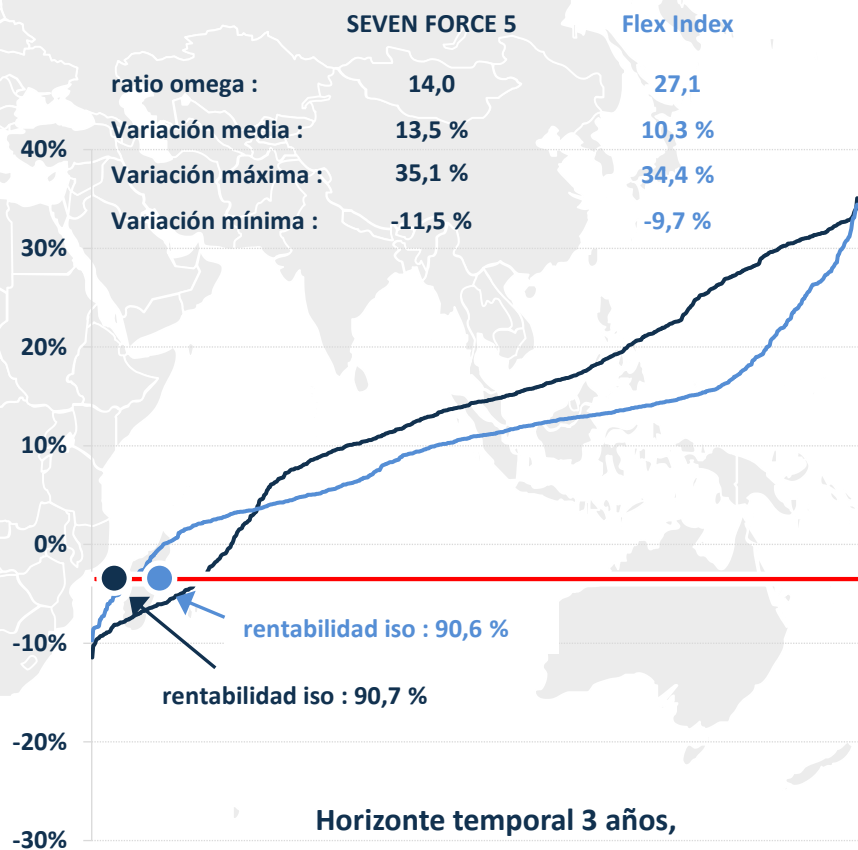 SEVEN FORCE 5 Flex Index
ratio omega : 14,0 27,1
Variación media : 13,5 % 10,3 %
40%
Variación máxima : 35,1 % 34,4 %
Variación mínima : -11,5 % -9,7 %
30%
20%
10%
0%
rentabilidad iso : 90,6 %
-10%
rentabilidad iso : 90,7 %
-20%
Horizonte temporal 3 años,
-30%